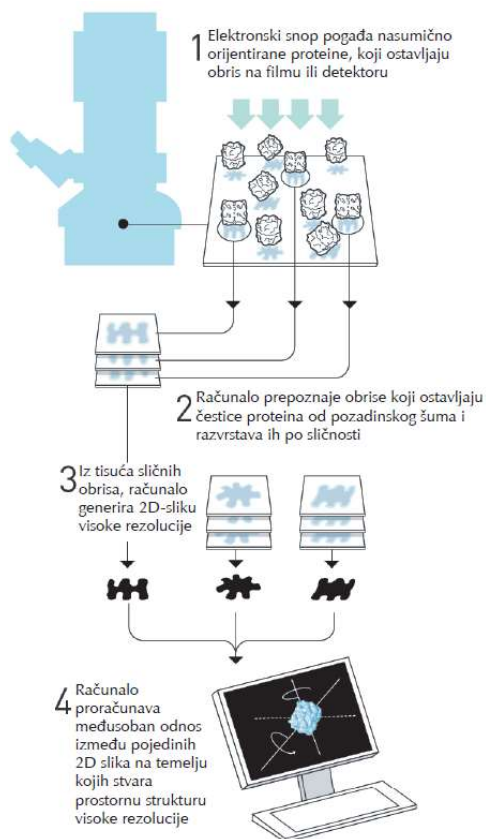 1 Elektronski snop pogađa nasumično
orijentirane proteine, koji ostavljaju
obris na filmu ili detektoru
2 Računalo prepoznaje obrise koji ostavljaju
čestice proteina od pozadinskog šuma i
razvrstava ih po sličnosti
3 Iz tisuća sličnih
obrisa, računalo
generira 2D-sliku
visoke rezolucije
4 Računalo
proračunava
međusoban odnos
između pojedinih
2D slika na temelju
kojih stvara
prostornu strukturu
visoke rezolucije